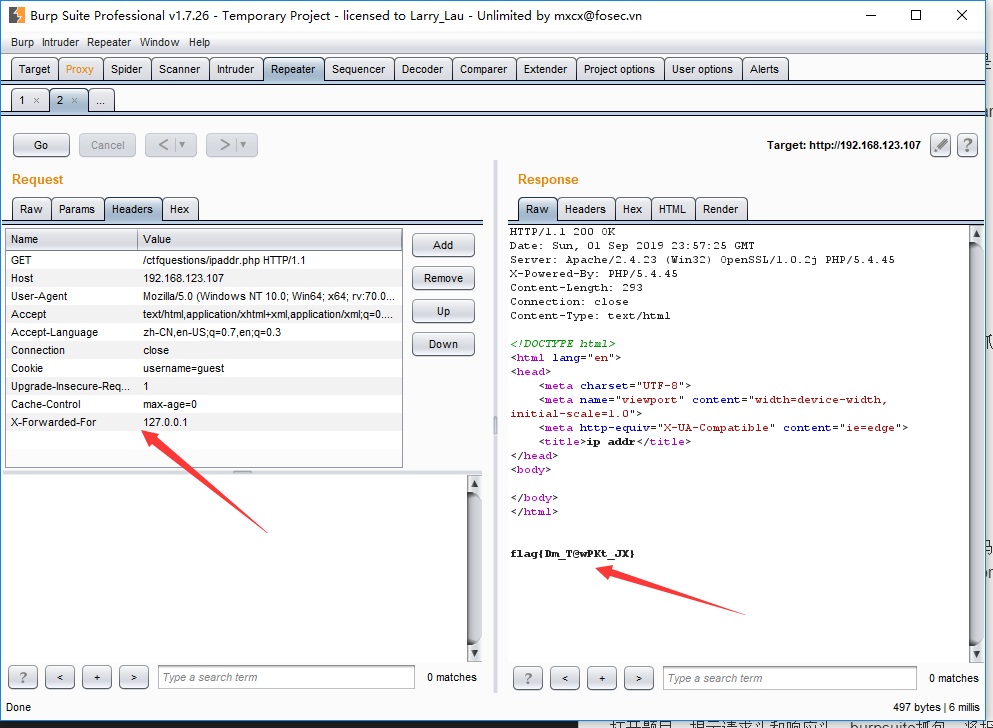 Burp Suite Professional v1.7.26 - Temporary Project - licensed to Larry_Lau - Unlimited by mxcx@fosec.vn
Burp Intruder Repeater Window Help
Target Proxy Spider Scanner Intruder Repeater Sequencer Decoder Comparer Extender Project options User options Alerts
1 × 2 × ...
Go Cancel < ▼ > ▼ Target: http://192.168.123.107 ?
Request
Raw Params Headers Hex
Name Value
GET /ctfquestions/ipaddr.php HTTP/1.1
Host 192.168.123.107
User-Agent Mozilla/5.0 (Windows NT 10.0; Win64; x64; rv:70.0...
Accept text/html,application/xhtml+xml,application/xml;q=0....
Accept-Language zh-CN,en-US;q=0.7,en;q=0.3
Connection close
Cookie username=guest
Upgrade-Insecure-Req... 1
Cache-Control max-age=0
X-Forwarded-For 127.0.0.1
Add
Remove
Up
Down
? < + > Type a search term 0 matches
Response
Raw Headers Hex HTML Render
HTTP/1.1 200 OK
Date: Sun, 01 Sep 2019 23:57:25 GMT
Server: Apache/2.4.23 (Win32) OpenSSL/1.0.2j PHP/5.4.45
X-Powered-By: PHP/5.4.45
Content-Length: 293
Connection: close
Content-Type: text/html
<!DOCTYPE html>
<html lang="en">
<head>
<meta charset="UTF-8">
<meta name="viewport" content="width=device-width,
initial-scale=1.0">
<meta http-equiv="X-UA-Compatible" content="ie=edge">
<title>ip addr</title>
</head>
<body>
</body>
</html>
flag{Dm_T@wPKt_JX}
? < + > Type a search term 0 matches
Done 497 bytes | 6 millis